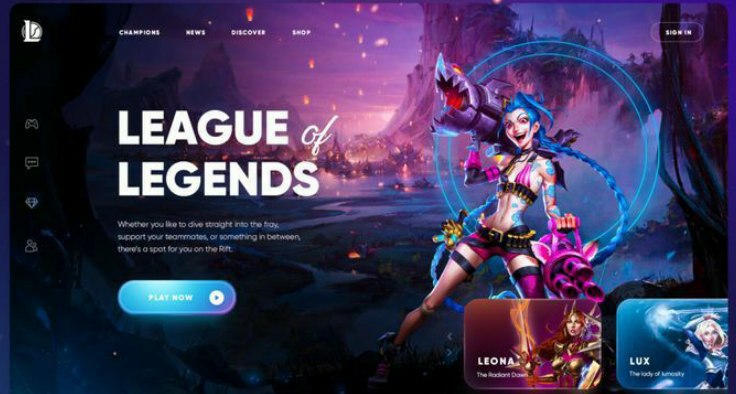 CHAMPIONS NEWS DISCOVER SHOP SIGN IN
LEAGUE of
LEGENDS
Whether you like to dive straight into the fray,
support your teammates, or something in between,
there's a spot for you on the Rift.
PLAY NOW
LEONA
The Radiant Dawn
LUX
The lady of lumosity